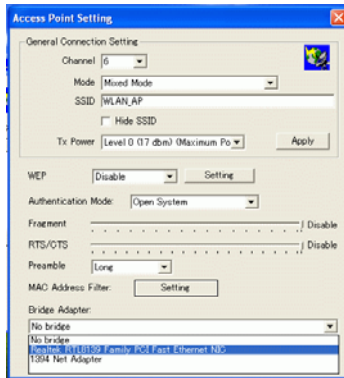 Access Point Setting
General Connection Setting
Channel 6
Mode Mixed Mode
SSID WLAN_AP
Hide SSID
Tx Power Level 0 (17 dbm) (Maximum Po
Apply
WEP Disable Setting
Authentication Mode: Open System
Fragment Disable
RTS/CTS Disable
Preamble Long
MAC Address Filter: Setting
Bridge Adapter:
No bridge
No bridge
Realtek RTL8139 Family PCI Fast Ethernet NIC
1394 Net Adapter